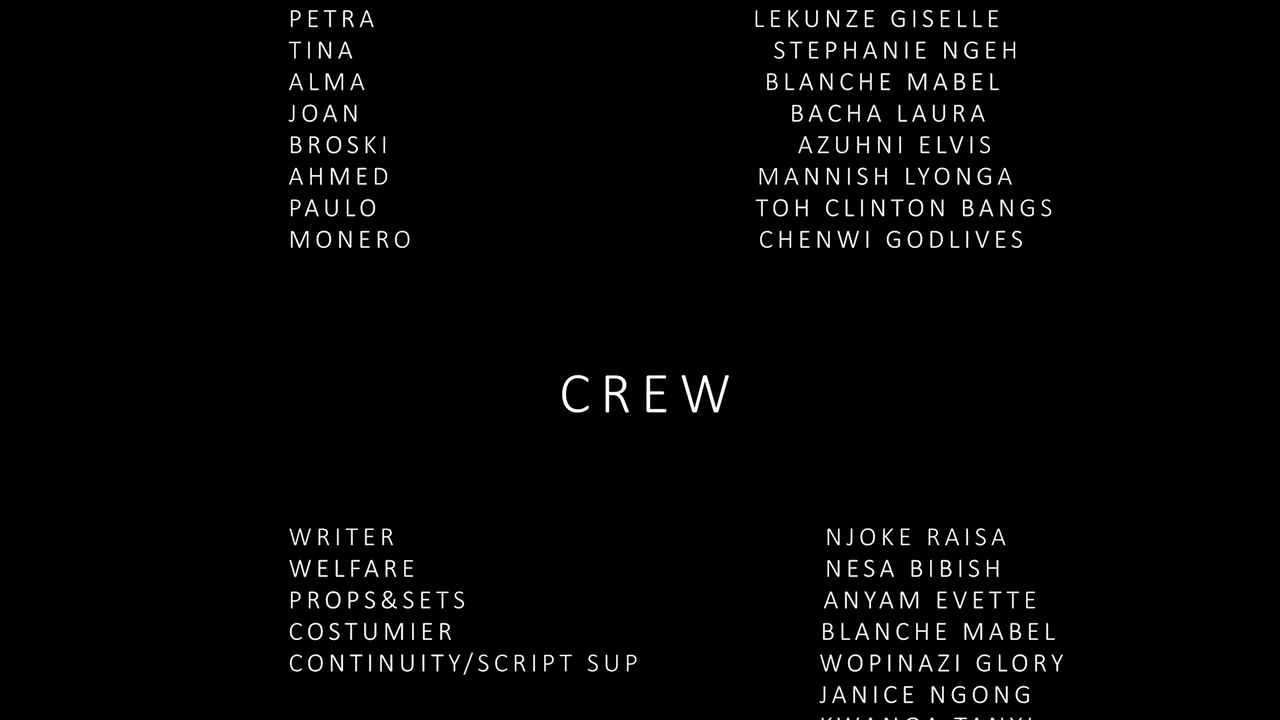 PETRA LEKUNZE GISELLE
TINA STEPHANIE NGEH
ALMA BLANCHE MABEL
JOAN BACHA LAURA
BROSKI AZUHNI ELVIS
AHMED MANNISH LYONGA
PAULO TOH CLINTON BANGS
MONERO CHENWI GODLIVES
CREW
WRITER NJOKE RAISA
WELFARE NESA BIBISH
PROPS&SETS ANYAM EVETTE
COSTUMIER BLANCHE MABEL
CONTINUITY/SCRIPT SUP WOPINAZI GLORY
JANICE NGONG